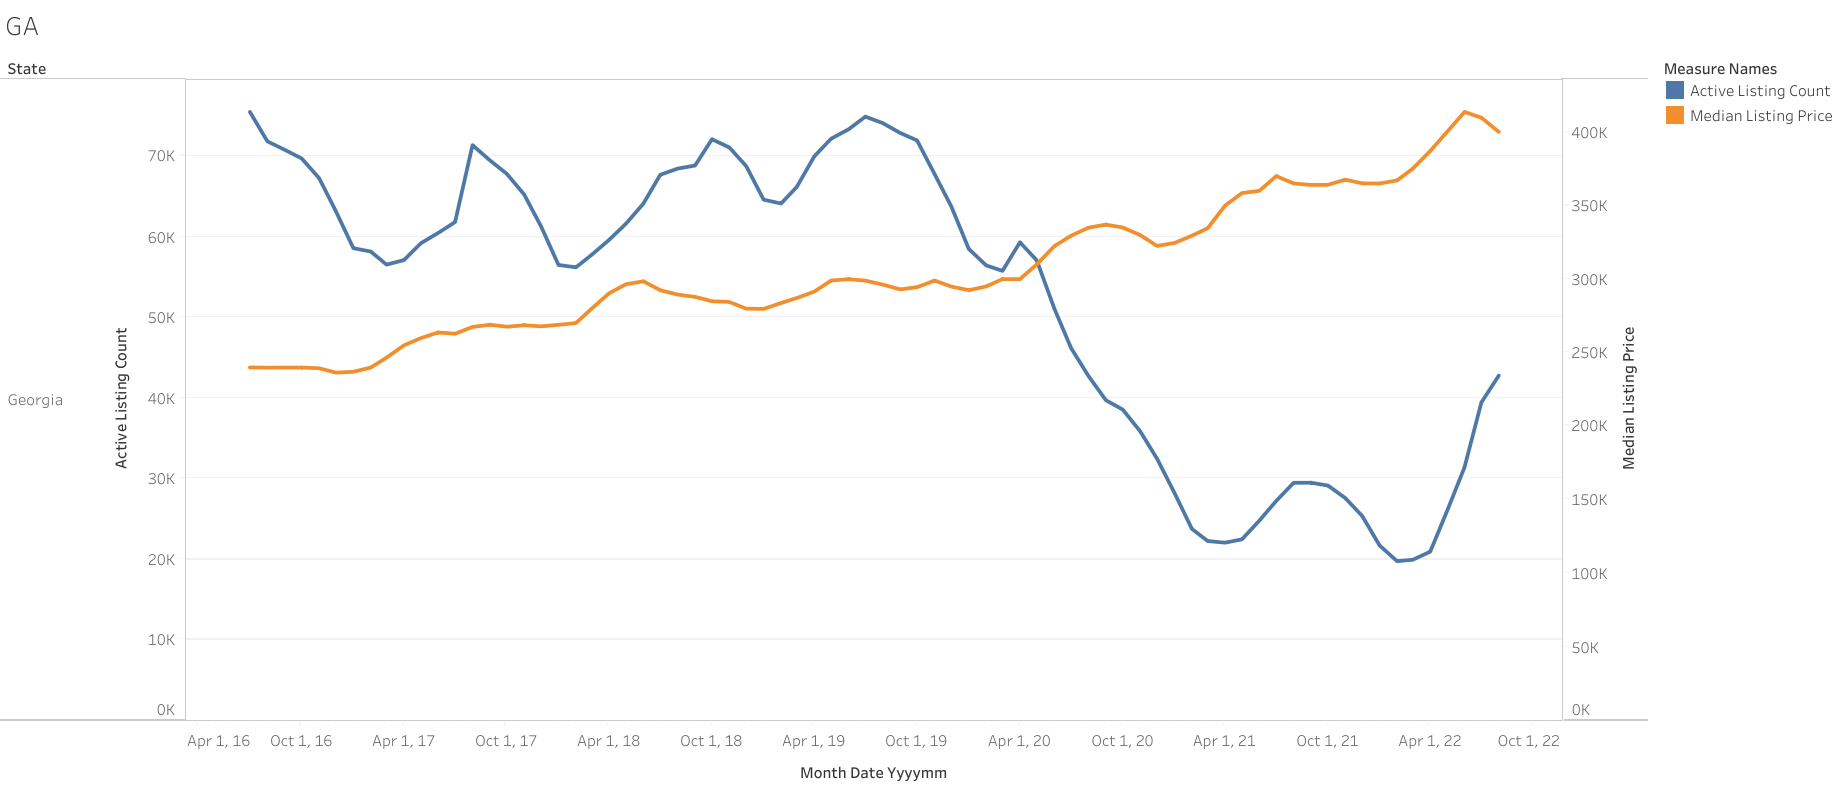 GA
State
Measure Names
Active Listing Count
Median Listing Price
Georgia
Active Listing Count
70K
60K
50K
40K
30K
20K
10K
0K
400K
350K
300K
250K
200K
150K
100K
50K
0K
Median Listing Price
Apr 1, 16 Oct 1, 16 Apr 1, 17 Oct 1, 17 Apr 1, 18 Oct 1, 18 Apr 1, 19 Oct 1, 19 Apr 1, 20 Oct 1, 20 Apr 1, 21 Oct 1, 21 Apr 1, 22 Oct 1, 22
Month Date Yyyymm